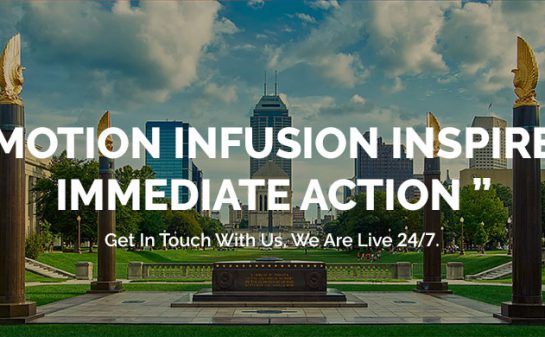 MOTION INFUSION INSPIRE
IMMEDIATE ACTION ”
Get In Touch With Us, We Are Live 24/7.